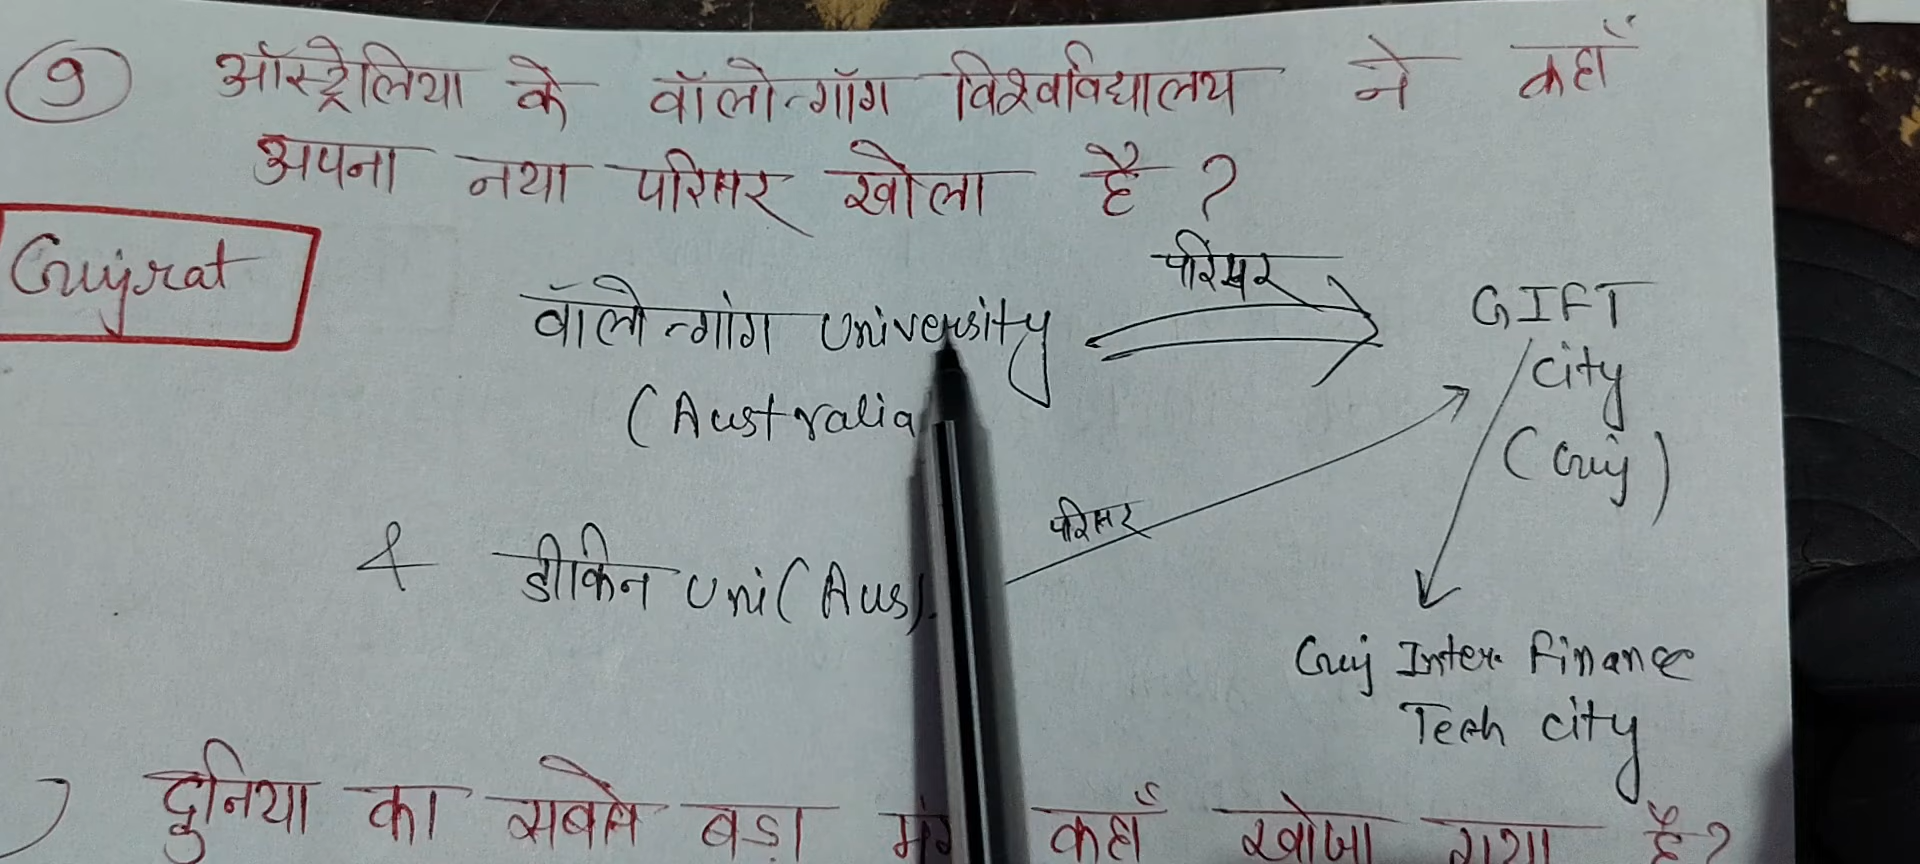 9 ऑस्ट्रेलिया के वॉलोन्गॉग विश्वविद्यालय ने कहाँ
अपना नया परिसर खोला है ?
Gujrat
वॉलोन्गांग University
(Australia
परिसर
GIFT
city
(Guj)
& डीकिन Uni (Aus).
परिसर
Guj Inter. Finance
Tech city
दुनिया का सबसे बड़ा कहाँ खोजा गया है?